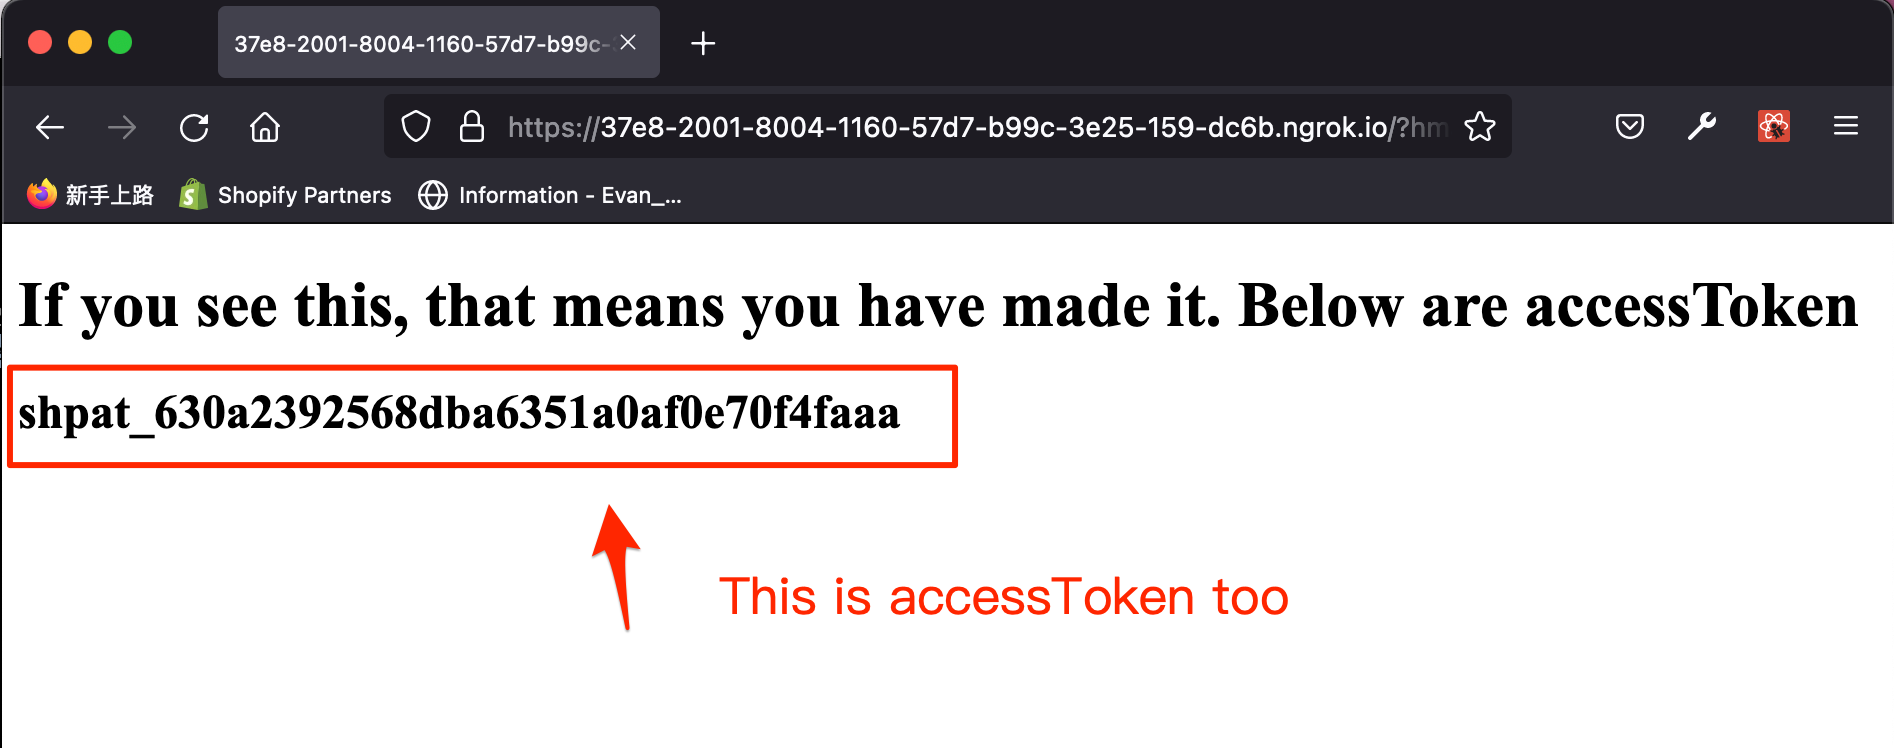 37e8-2001-8004-1160-57d7-b99c-
https://37e8-2001-8004-1160-57d7-b99c-3e25-159-dc6b.ngrok.io/?hm
新手上路 Shopify Partners Information - Evan_...
If you see this, that means you have made it. Below are accessToken
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
This is accessToken too